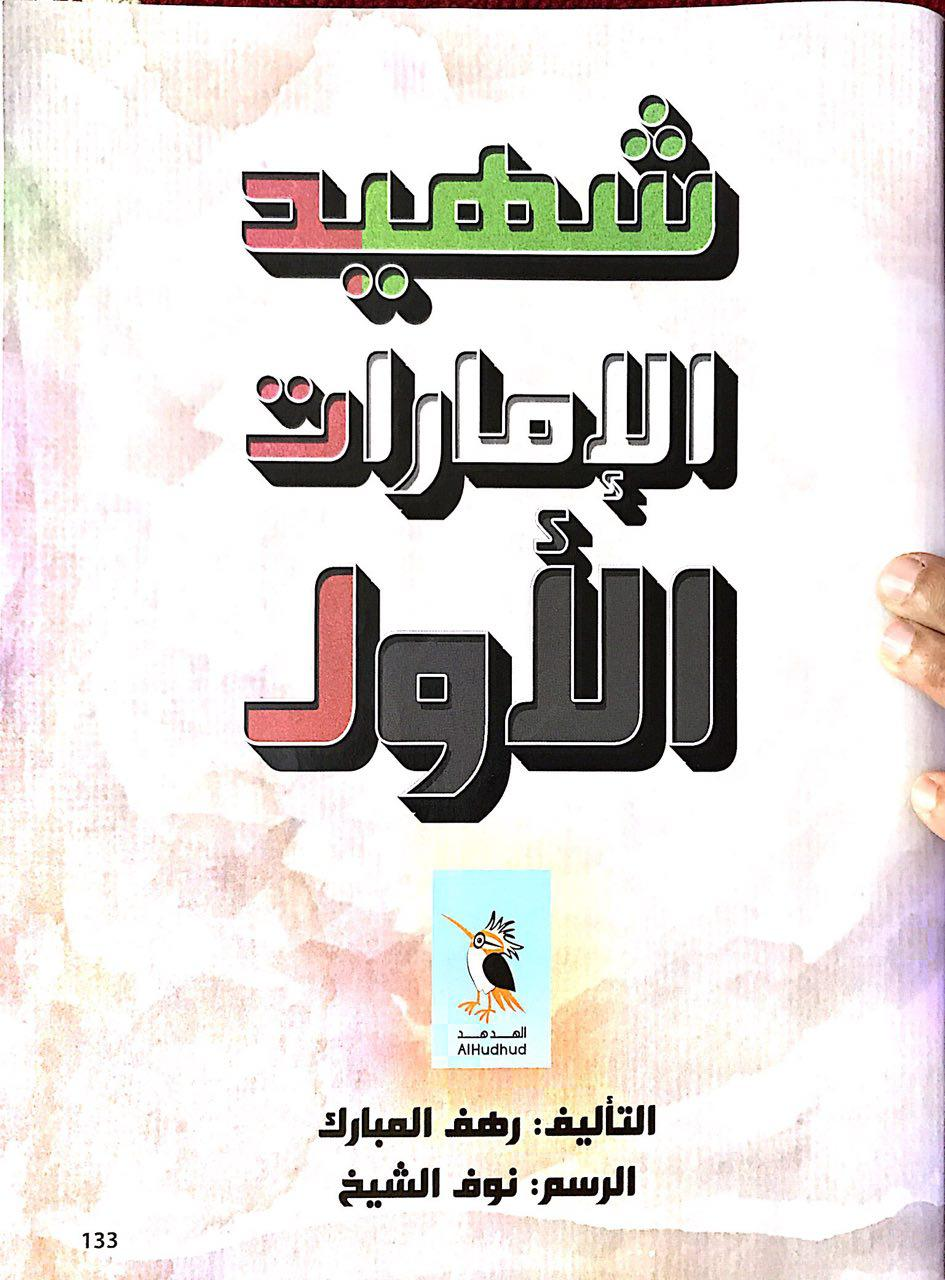 شهيد
الإمارات
الأول
الهدهد
AlHudhud
التأليف: رهف المبارك
الرسم: نوف الشيخ
133